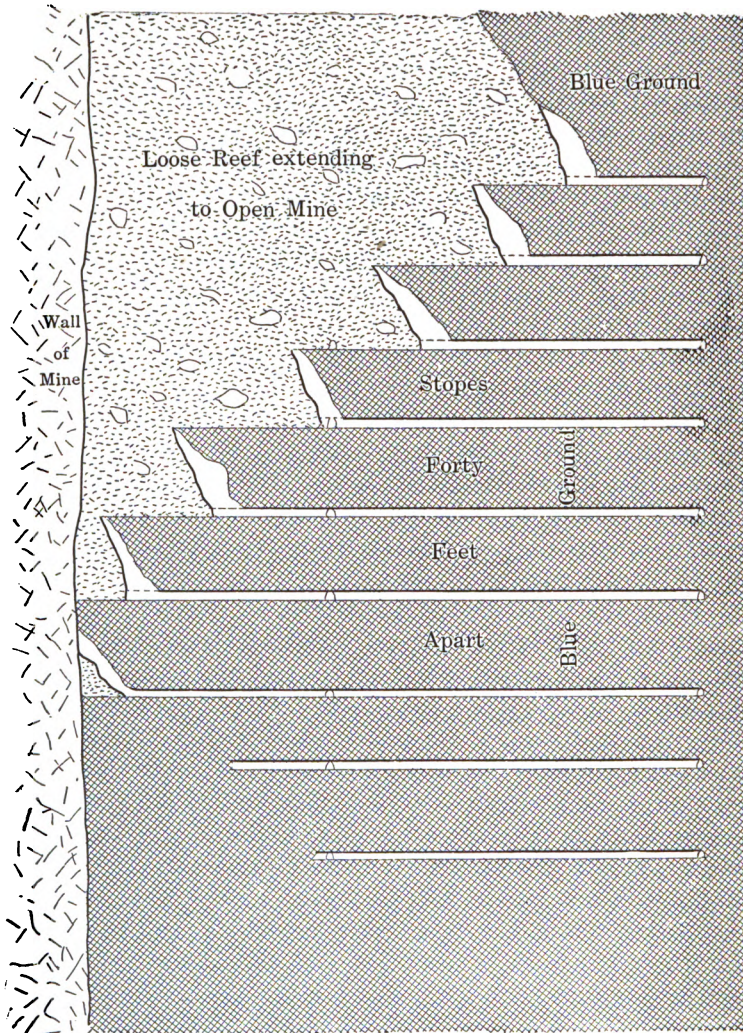 Blue Ground
Loose Reef extending
to Open Mine
Wall
of
Mine
Stopes
Forty
Feet
Apart
Blue Ground